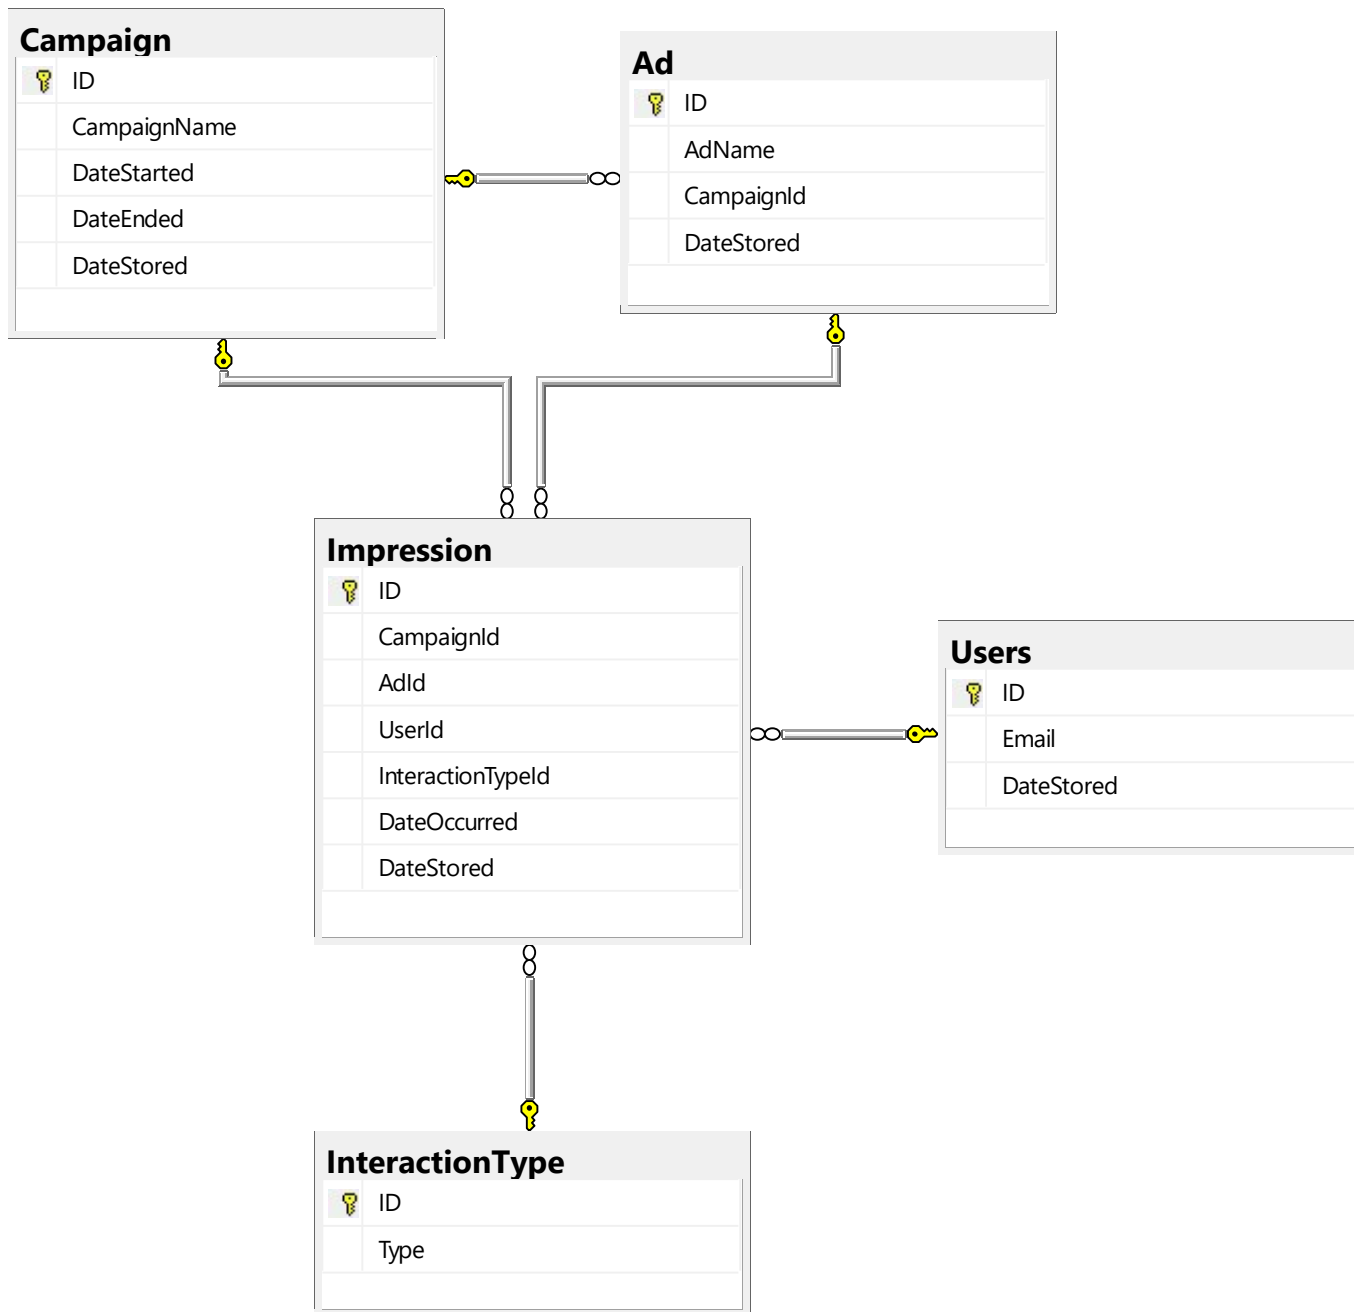 Campaign
ID
CampaignName
DateStarted
DateEnded
DateStored
Ad
ID
AdName
CampaignId
DateStored
Impression
ID
CampaignId
AdId
UserId
InteractionTypeId
DateOccurred
DateStored
Users
ID
Email
DateStored
InteractionType
ID
Type